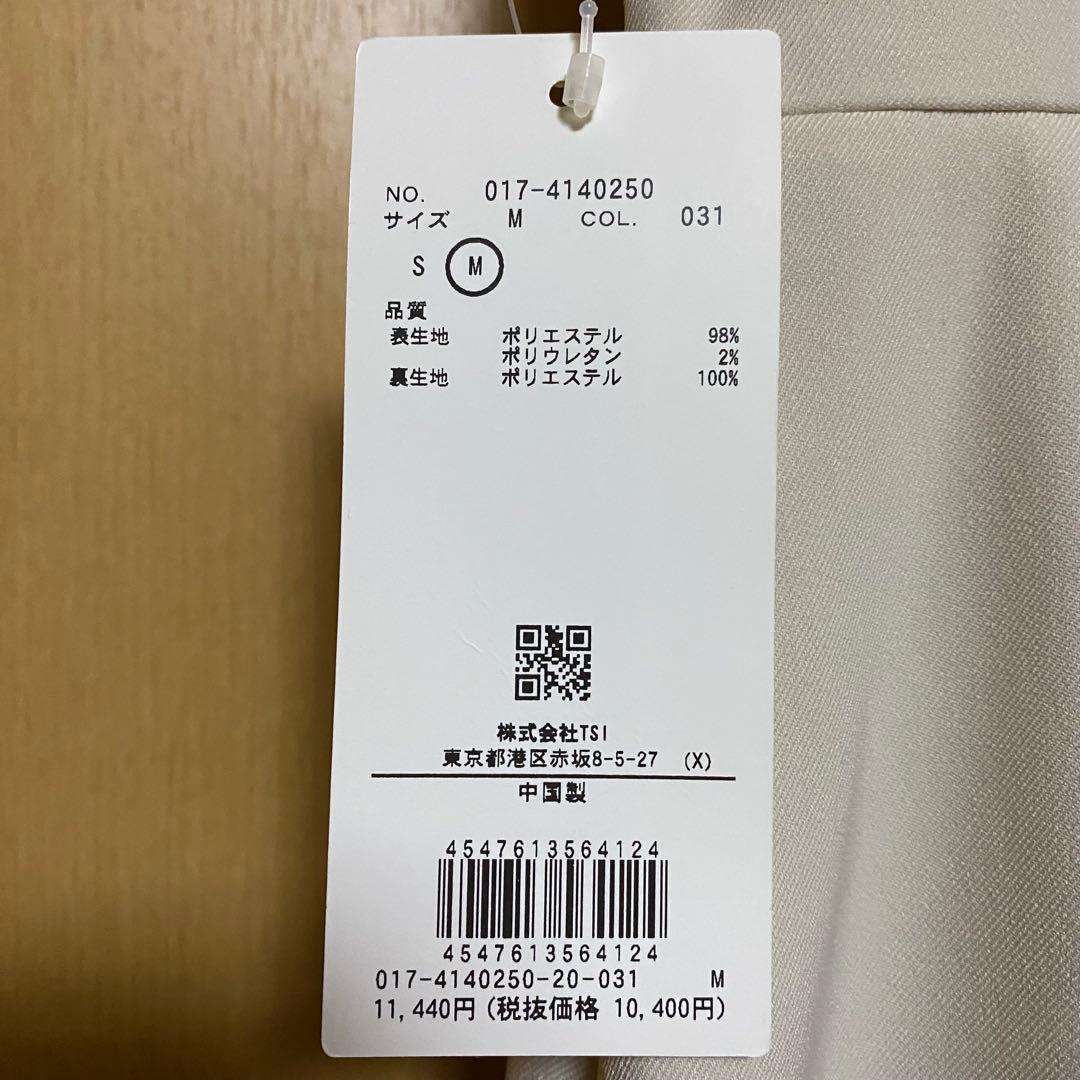 NO. 017-4140250
サイズ M COL. 031
S M
品質
表生地 ポリエステル 98%
ポリウレタン 2%
裏生地 ポリエステル 100%
株式会社TSI
東京都港区赤坂8-5-27 (X)
中国製
4547613564124
4547613564124
017-4140250-20-031 M
11,440円(税抜価格 10,400円)